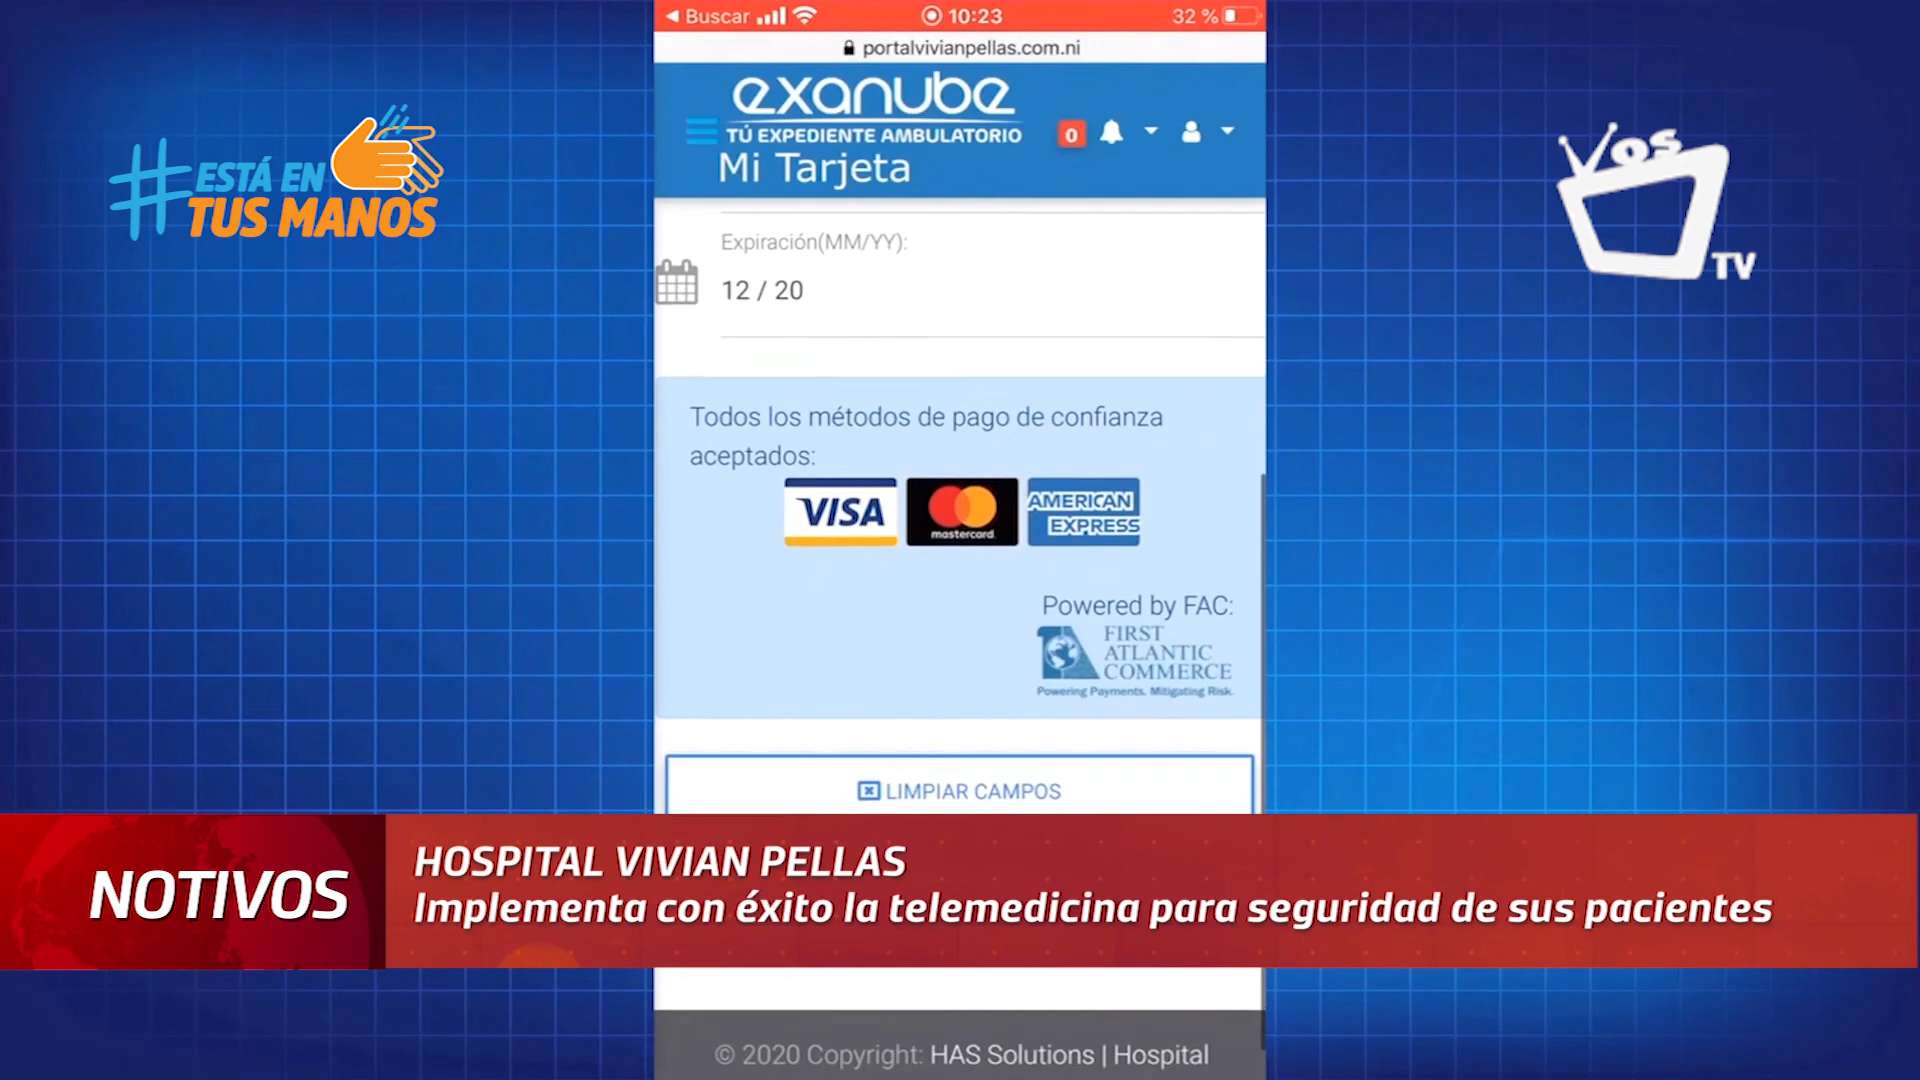 Buscar
10:23
32 %
portalvivianpellas.com.ni
exanube
TÚ EXPEDIENTE AMBULATORIO
0
Mi Tarjeta
#ESTÁ EN
TUS MANOS
VOS
TV
Expiración(MM/YY):
12 / 20
Todos los métodos de pago de confianza
aceptados:
VISA
mastercard
AMERICAN
EXPRESS
Powered by FAC:
FIRST
ATLANTIC
COMMERCE
Powering Payments. Mitigating Risk.
LIMPIAR CAMPOS
NOTIVOS
HOSPITAL VIVIAN PELLAS
Implementa con éxito la telemedicina para seguridad de sus pacientes
© 2020 Copyright: HAS Solutions | Hospital